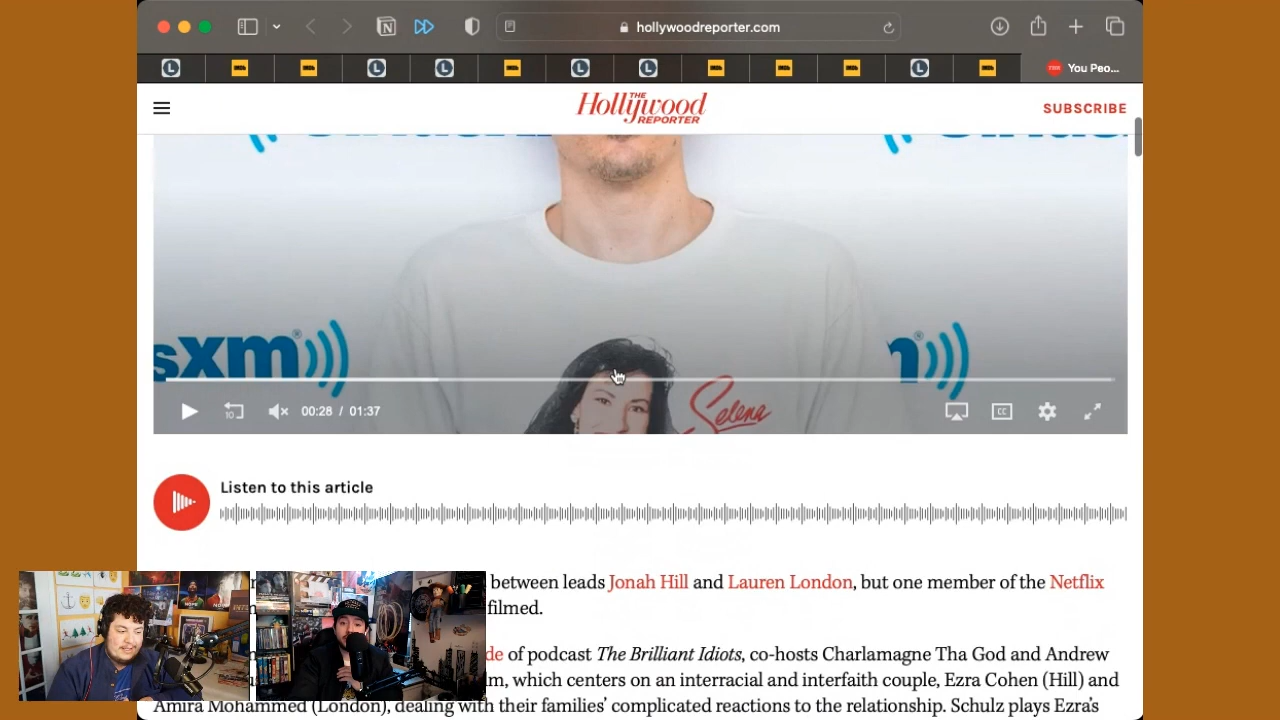 hollywoodreporter.com
You Peo...
THE
Hollywood
REPORTER
SUBSCRIBE
sxm
Selena
00:28 / 01:37
10
CC
Listen to this article
between leads Jonah Hill and Lauren London, but one member of the Netflix
filmed.
de of podcast The Brilliant Idiots, co-hosts Charlamagne Tha God and Andrew
m, which centers on an interracial and interfaith couple, Ezra Cohen (Hill) and
Amira Mohammed (London), dealing with their families' complicated reactions to the relationship. Schulz plays Ezra's